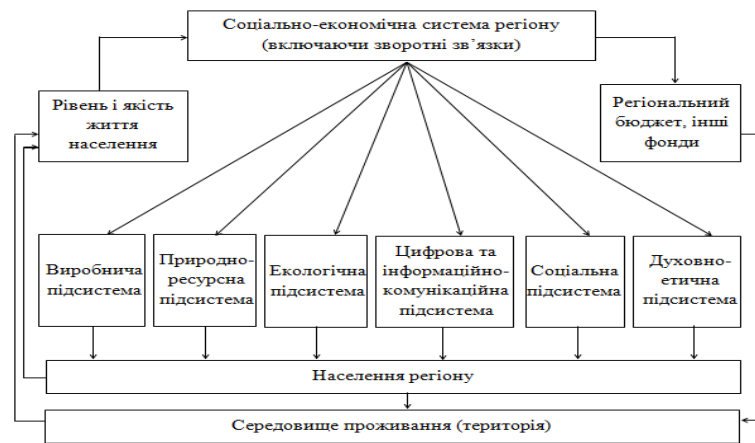 Соціально-економічна система регіону
(включаючи зворотні зв’язки)
Рівень і якість
життя
населення
Регіональний
бюджет, інші
фонди
Виробнича
підсистема
Природно-
ресурсна
підсистема
Екологічна
підсистема
Цифрова та
інформаційно-
комунікаційна
підсистема
Соціальна
підсистема
Духовно-
етична
підсистема
Населення регіону
Середовище проживання (територія)